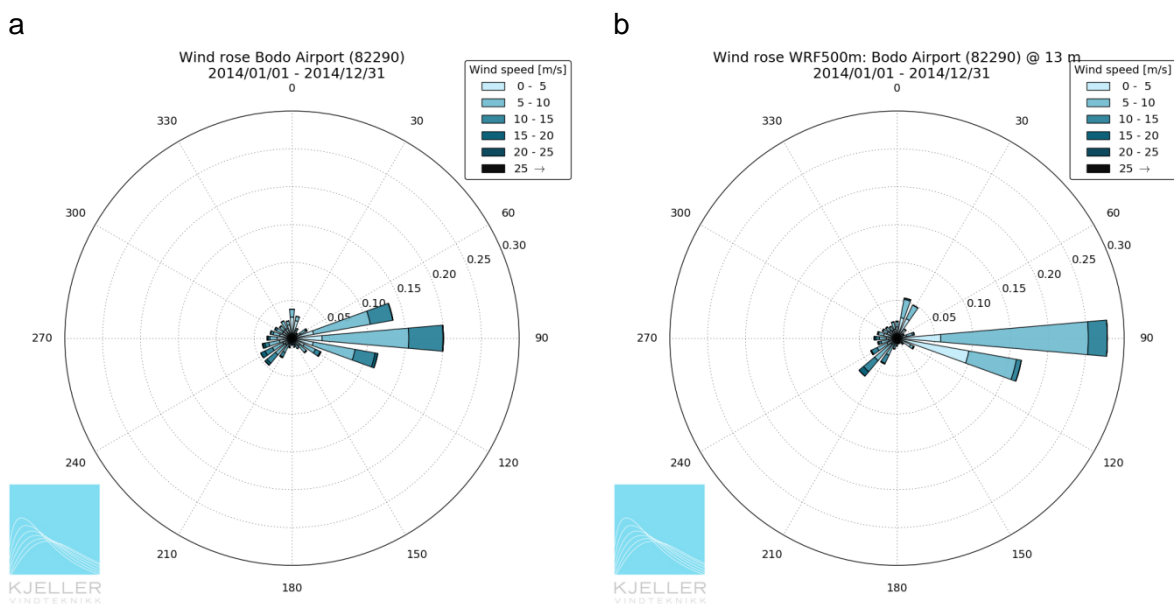 a
Wind rose Bodo Airport (82290)
2014/01/01 - 2014/12/31
Wind speed [m/s]
0 - 5
5 - 10
10 - 15
15 - 20
20 - 25
25 →
0
330
30
300
60
0.30
0.25
0.20
0.15
0.10
0.05
270
90
240
120
210
150
180
KJELLER
VINDTEKNIKK
b
Wind rose WRF500m: Bodo Airport (82290) @ 13 m
2014/01/01 - 2014/12/31
Wind speed [m/s]
0 - 5
5 - 10
10 - 15
15 - 20
20 - 25
25 →
0
330
30
300
60
0.30
0.25
0.20
0.15
0.10
0.05
270
90
240
120
210
150
180
KJELLER
VINDTEKNIKK